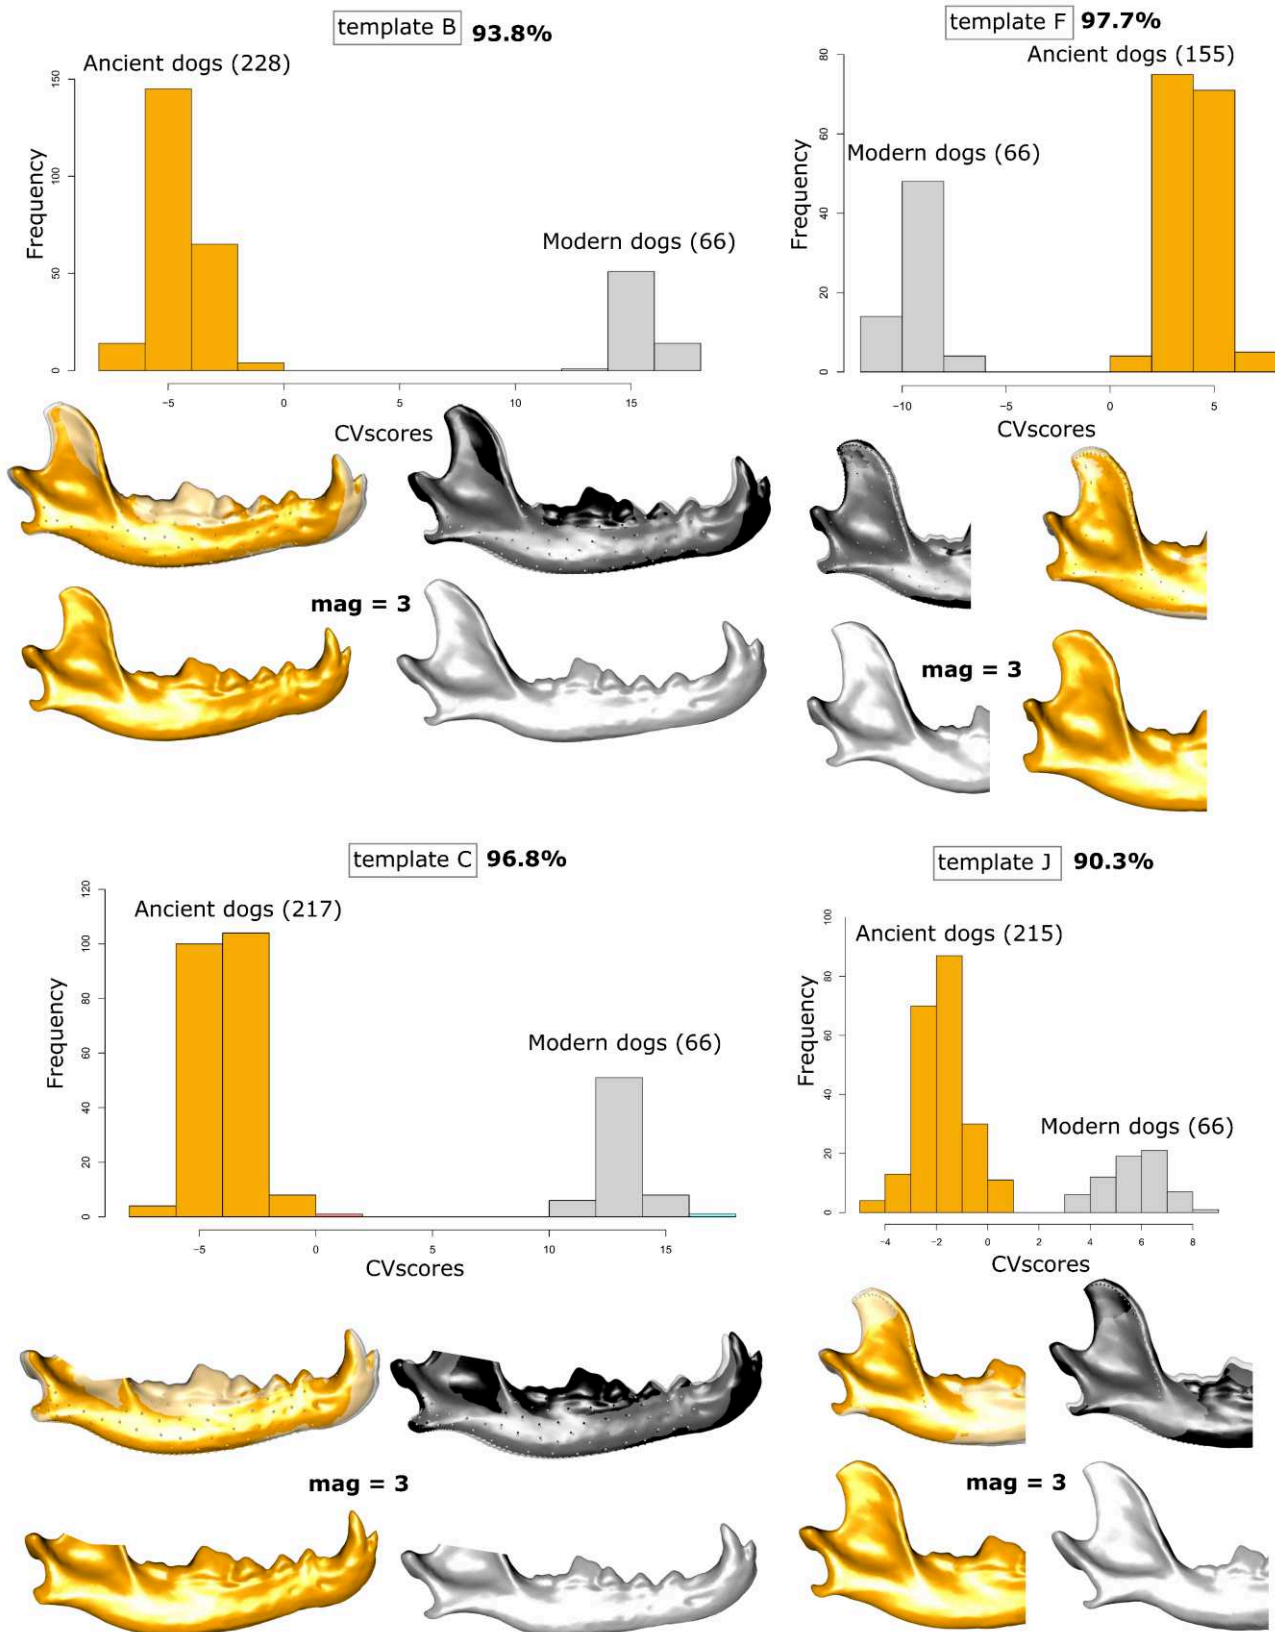 template B 93.8%
Ancient dogs (228)
Frequency
150
100
50
0
Modern dogs (66)
-5 0 5 10 15
CVscores
mag = 3
template F 97.7%
Ancient dogs (155)
Frequency
80
60
40
20
0
Modern dogs (66)
-10 -5 0 5
CVscores
mag = 3
template C 96.8%
Ancient dogs (217)
Frequency
120
100
80
60
40
20
0
Modern dogs (66)
-5 0 5 10 15
CVscores
mag = 3
template J 90.3%
Ancient dogs (215)
Frequency
100
80
60
40
20
0
Modern dogs (66)
-4 -2 0 2 4 6 8
CVscores
mag = 3